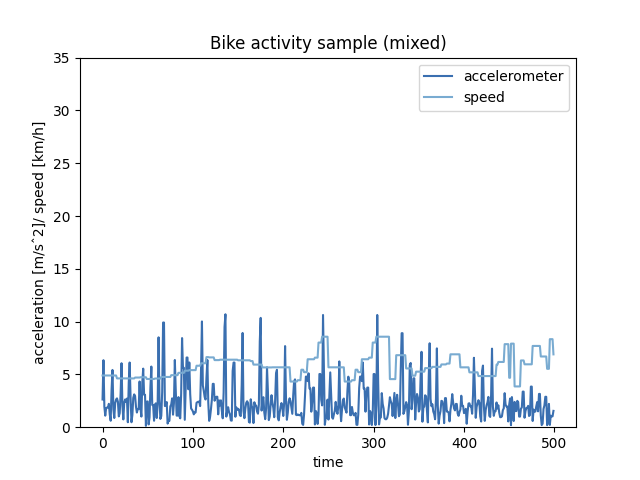 Bike activity sample (mixed)
accelerometer
speed
35
30
25
20
15
10
5
0
acceleration [m/sˆ2]/ speed [km/h]
0 100 200 300 400 500
time